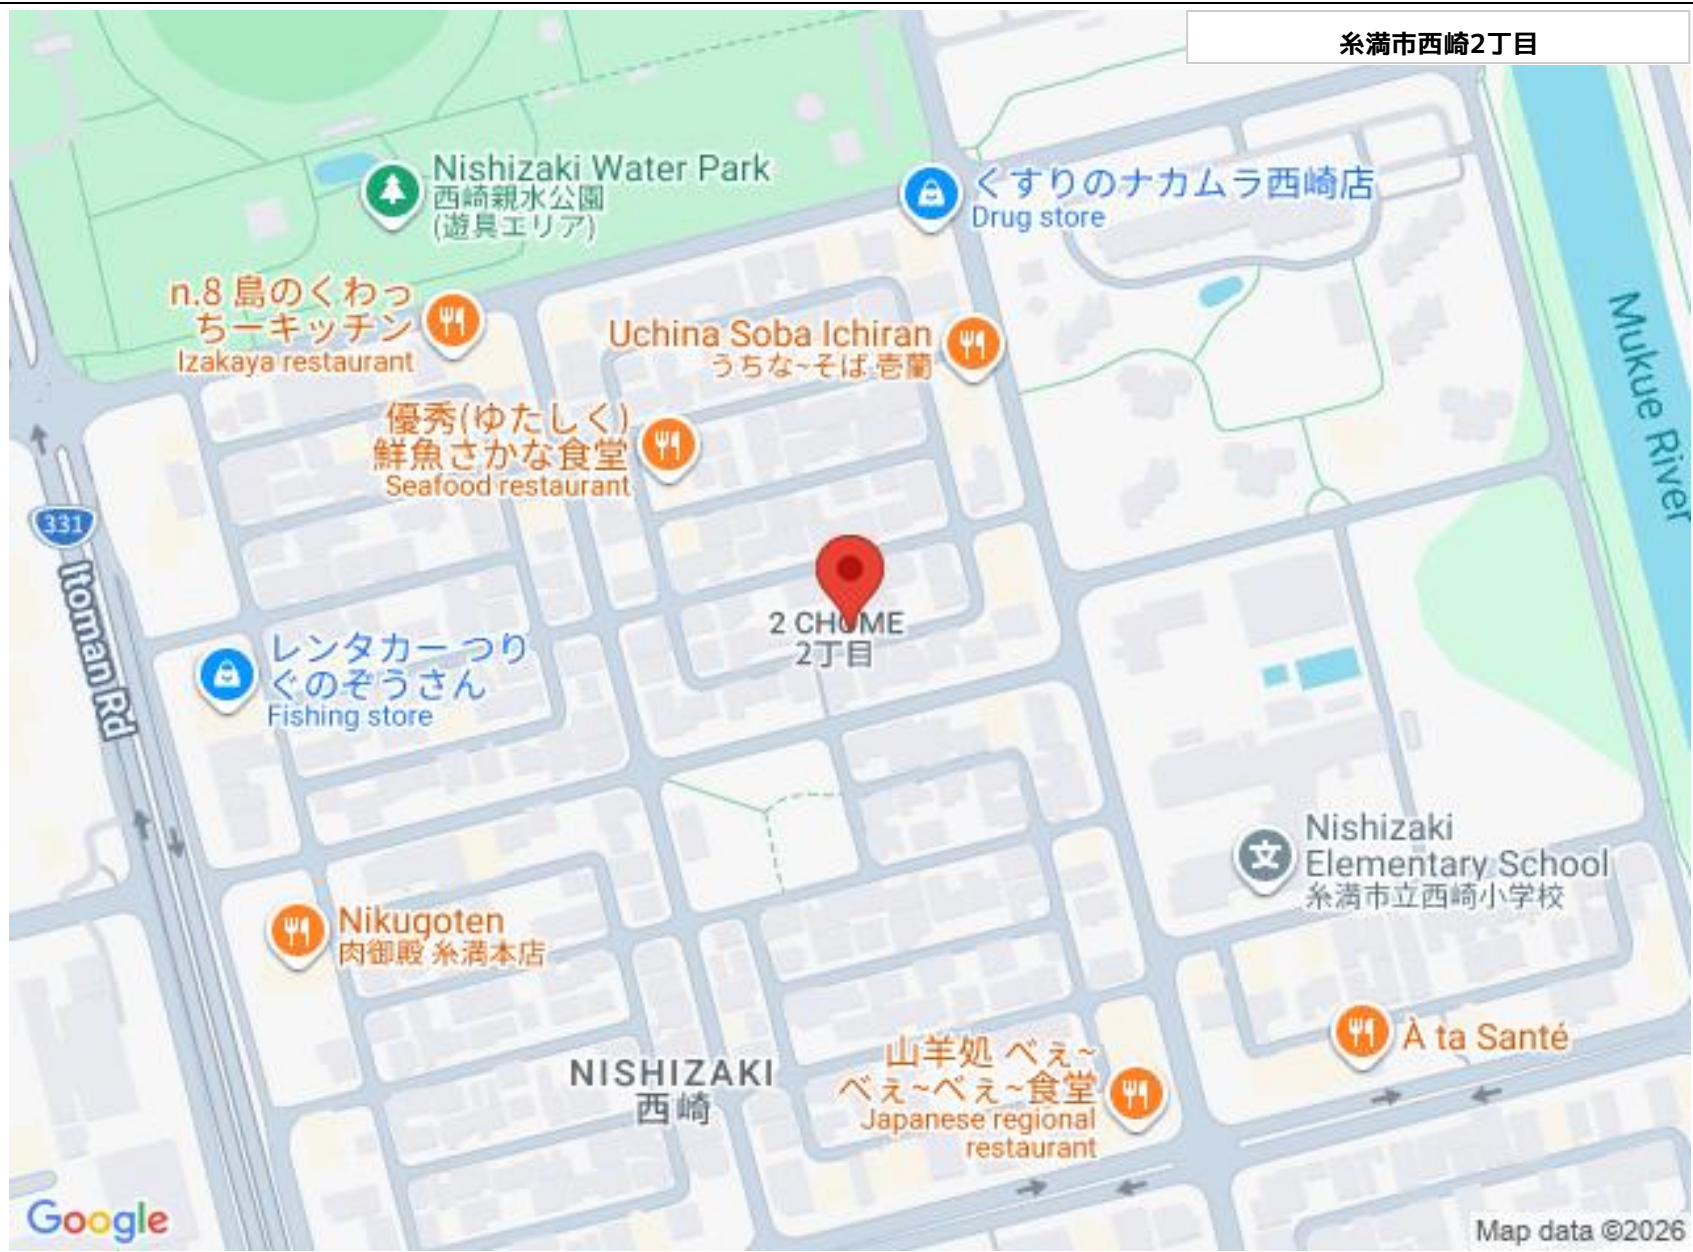 糸満市西崎2丁目
Nishizaki Water Park
西崎親水公園
(遊具エリア)
くすりのナカムラ西崎店
Drug store
n.8 島のくわっ
ちーキッチン
Izakaya restaurant
Uchina Soba Ichiran
うちな~そば 壱蘭
Mukue River
優秀(ゆたしく)
鮮魚さかな食堂
Seafood restaurant
331
Itoman Rd
2 CHOME
2丁目
レンタカー つり
ぐのぞうさん
Fishing store
Nishizaki
Elementary School
糸満市立西崎小学校
文
Nikugoten
肉御殿 糸満本店
À ta Santé
NISHIZAKI
西崎
山羊処 べぇ~
べぇ~べぇ~食堂
Japanese regional
restaurant
Google
Map data ©2026